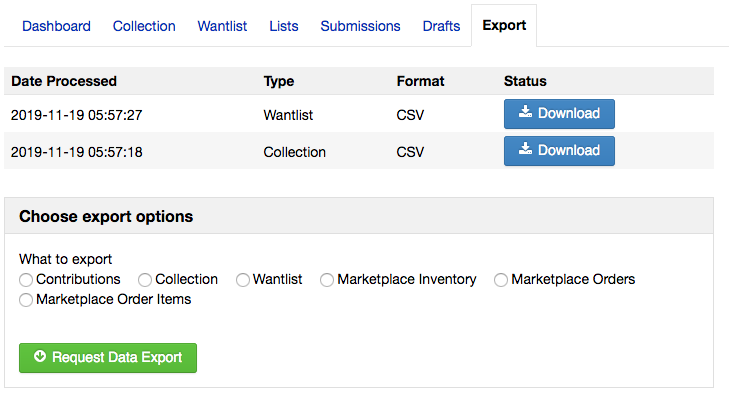 Dashboard Collection Wantlist Lists Submissions Drafts Export
Date Processed Type Format Status
2019-11-19 05:57:27 Wantlist CSV Download
2019-11-19 05:57:18 Collection CSV Download
Choose export options
What to export
Contributions Collection Wantlist Marketplace Inventory Marketplace Orders
Marketplace Order Items
Request Data Export